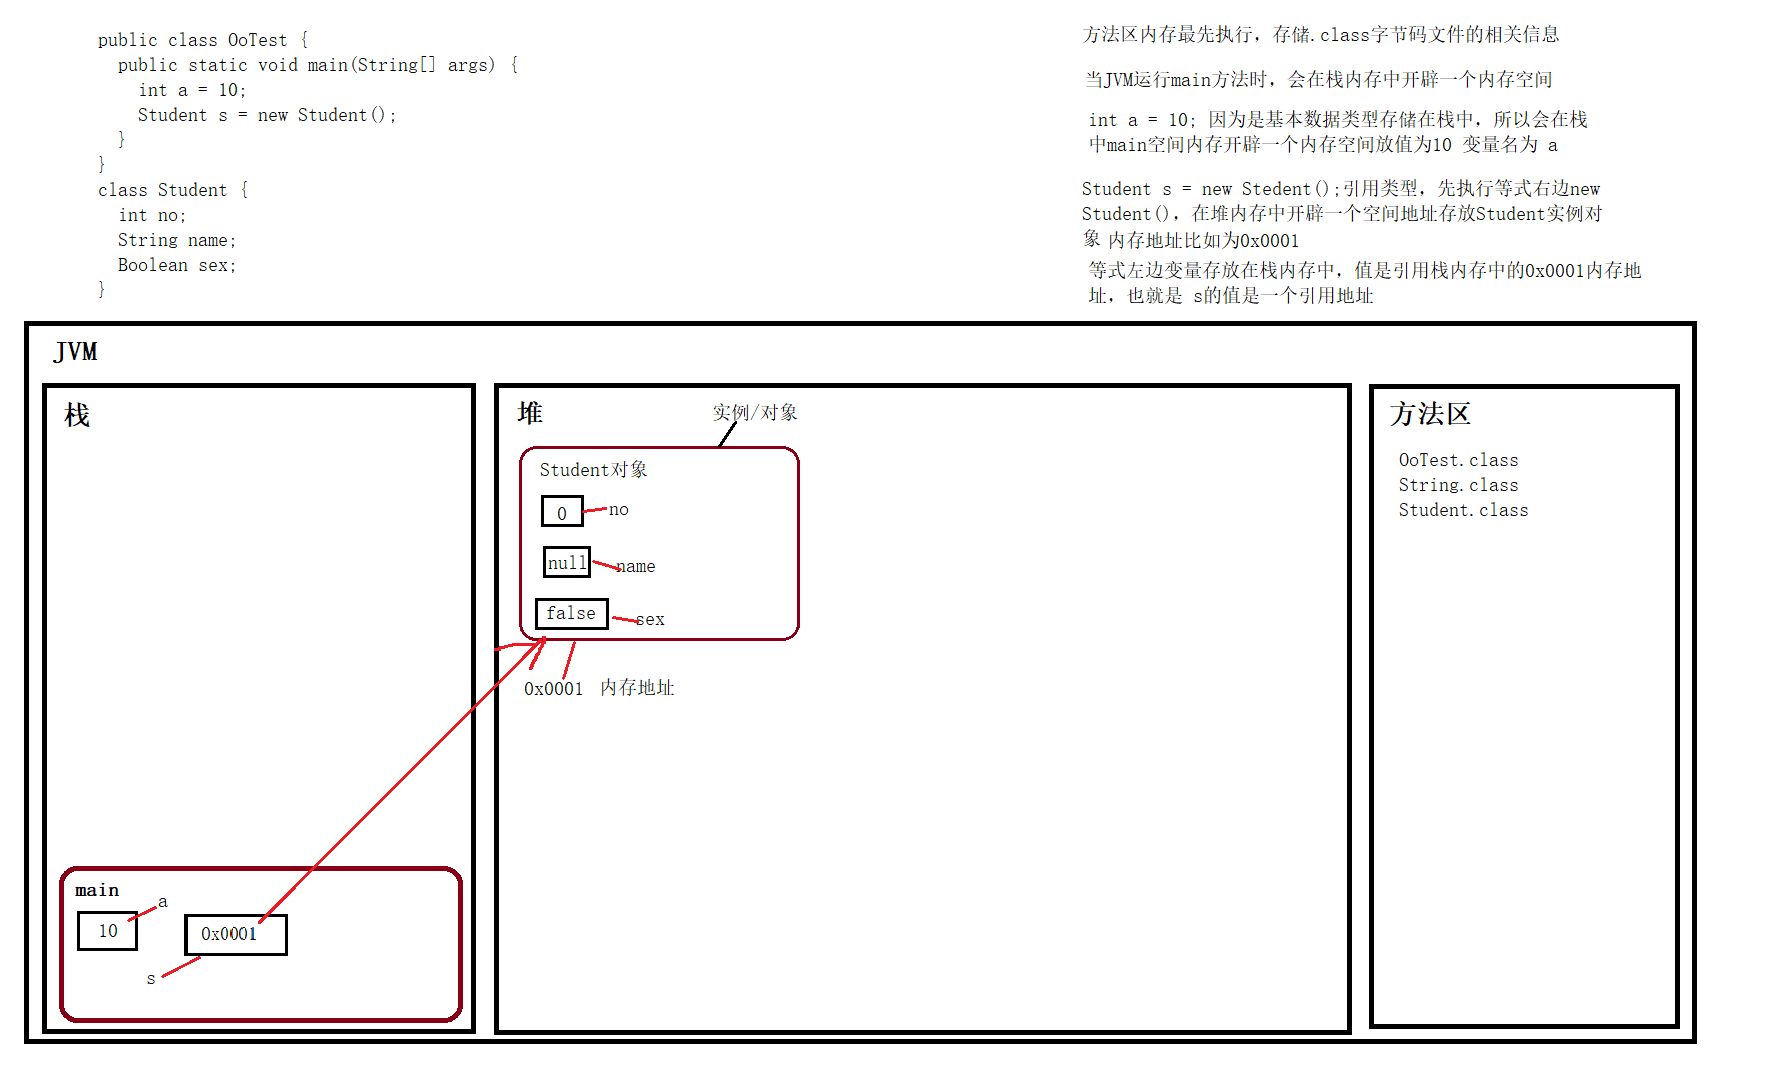 public class OoTest {
public static void main(String[] args) {
int a = 10;
Student s = new Student();
}
}
class Student {
int no;
String name;
Boolean sex;
}
方法区内存最先执行，存储.class字节码文件的相关信息
当JVM运行main方法时，会在栈内存中开辟一个内存空间
int a = 10; 因为是基本数据类型存储在栈中，所以会在栈
中main空间内存开辟一个内存空间放值为10 变量名为 a
Student s = new Stedent();引用类型，先执行等式右边new
Student()，在堆内存中开辟一个空间地址存放Student实例对
象 内存地址比如为0x0001
等式左边变量存放在栈内存中，值是引用栈内存中的0x0001内存地
址，也就是 s的值是一个引用地址
JVM
栈
main
a
10
0x0001
s
堆
实例/对象
Student对象
0
no
null
name
false
sex
0x0001 内存地址
方法区
OoTest.class
String.class
Student.class